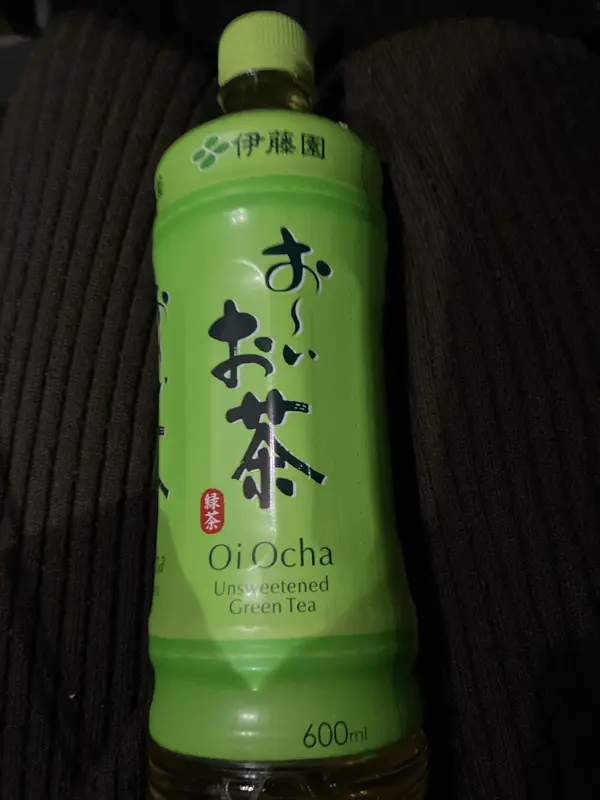 伊藤園
お〜い
お茶
緑茶
Oi Ocha
Unsweetened
Green Tea
600ml